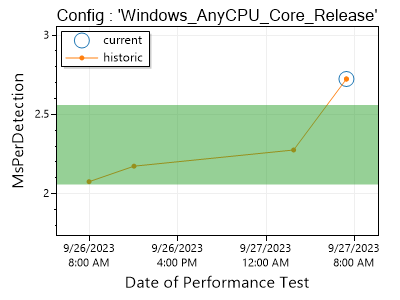 Config : 'Windows_AnyCPU_Core_Release'
current
historic
3
2.5
2
MsPerDetection
9/26/2023 9/26/2023 9/27/2023 9/27/2023
8:00 AM 4:00 PM 12:00 AM 8:00 AM
Date of Performance Test